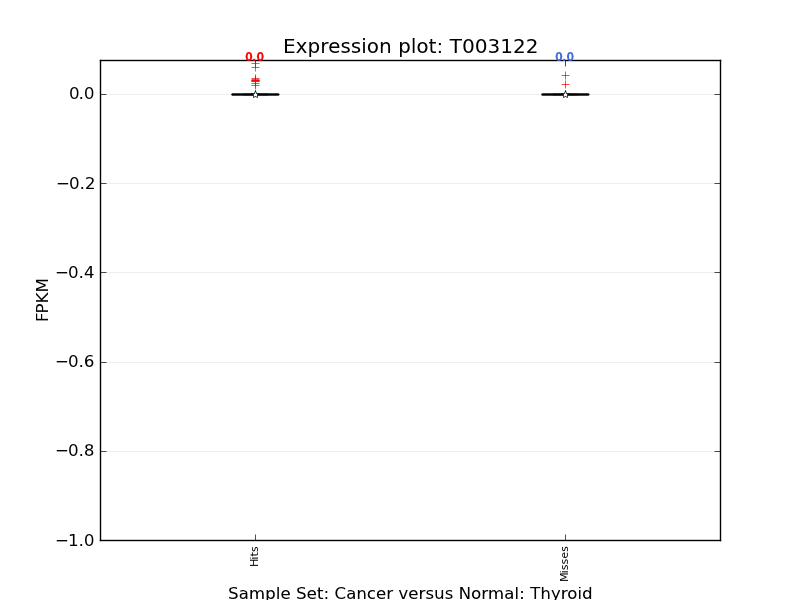 Expression plot: T003122
0.0 0.0
0.0
−0.2
−0.4
−0.6
−0.8
−1.0
FPKM
Hits Misses
Sample Set: Cancer versus Normal: Thyroid